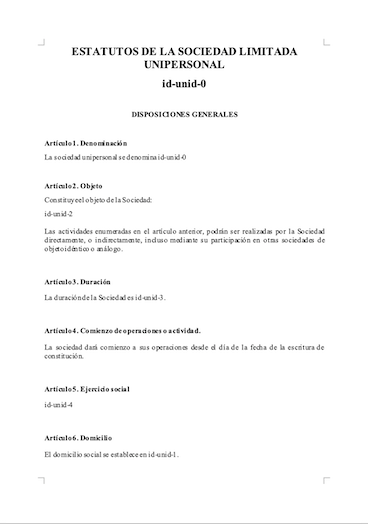 ESTATUTOS DE LA SOCIEDAD LIMITADA
UNIPERSONAL
id-unid-0
DISPOSICIONES GENERALES
Artículo 1. Denominación
La sociedad unipersonal se denomina id-unid-0
Artículo 2. Objeto
Constituye el objeto de la Sociedad:
id-unid-2
Las actividades enumeradas en el artículo anterior, podrán ser realizadas por la Sociedad
directamente, o indirectamente, incluso mediante su participación en otras sociedades de
objeto idéntico o análogo.
Artículo 3. Duración
La duración de la Sociedad es id-unid-3.
Artículo 4. Comienzo de operaciones o actividad.
La sociedad dará comienzo a sus operaciones desde el día de la fecha de la escritura de
constitución.
Artículo 5. Ejercicio social
id-unid-4
Artículo 6. Domicilio
El domicilio social se establece en id-unid-1.